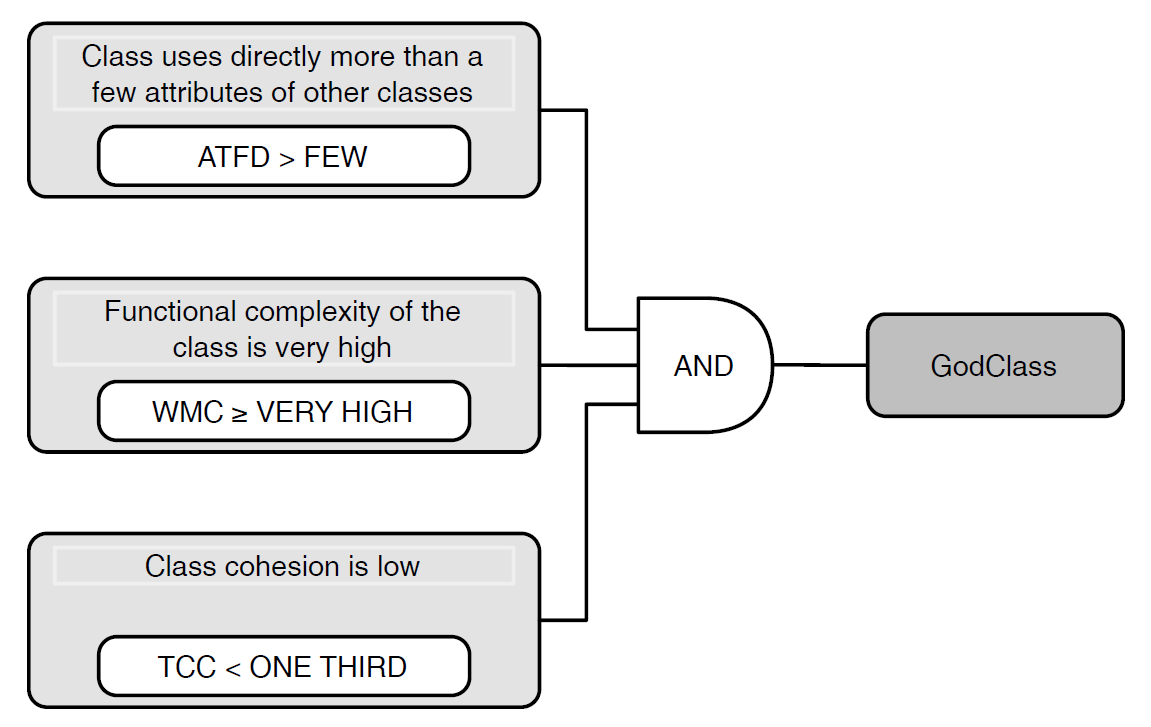 Class uses directly more than a
few attributes of other classes
ATFD > FEW
Functional complexity of the
class is very high
WMC ≥ VERY HIGH
Class cohesion is low
TCC < ONE THIRD
AND
GodClass